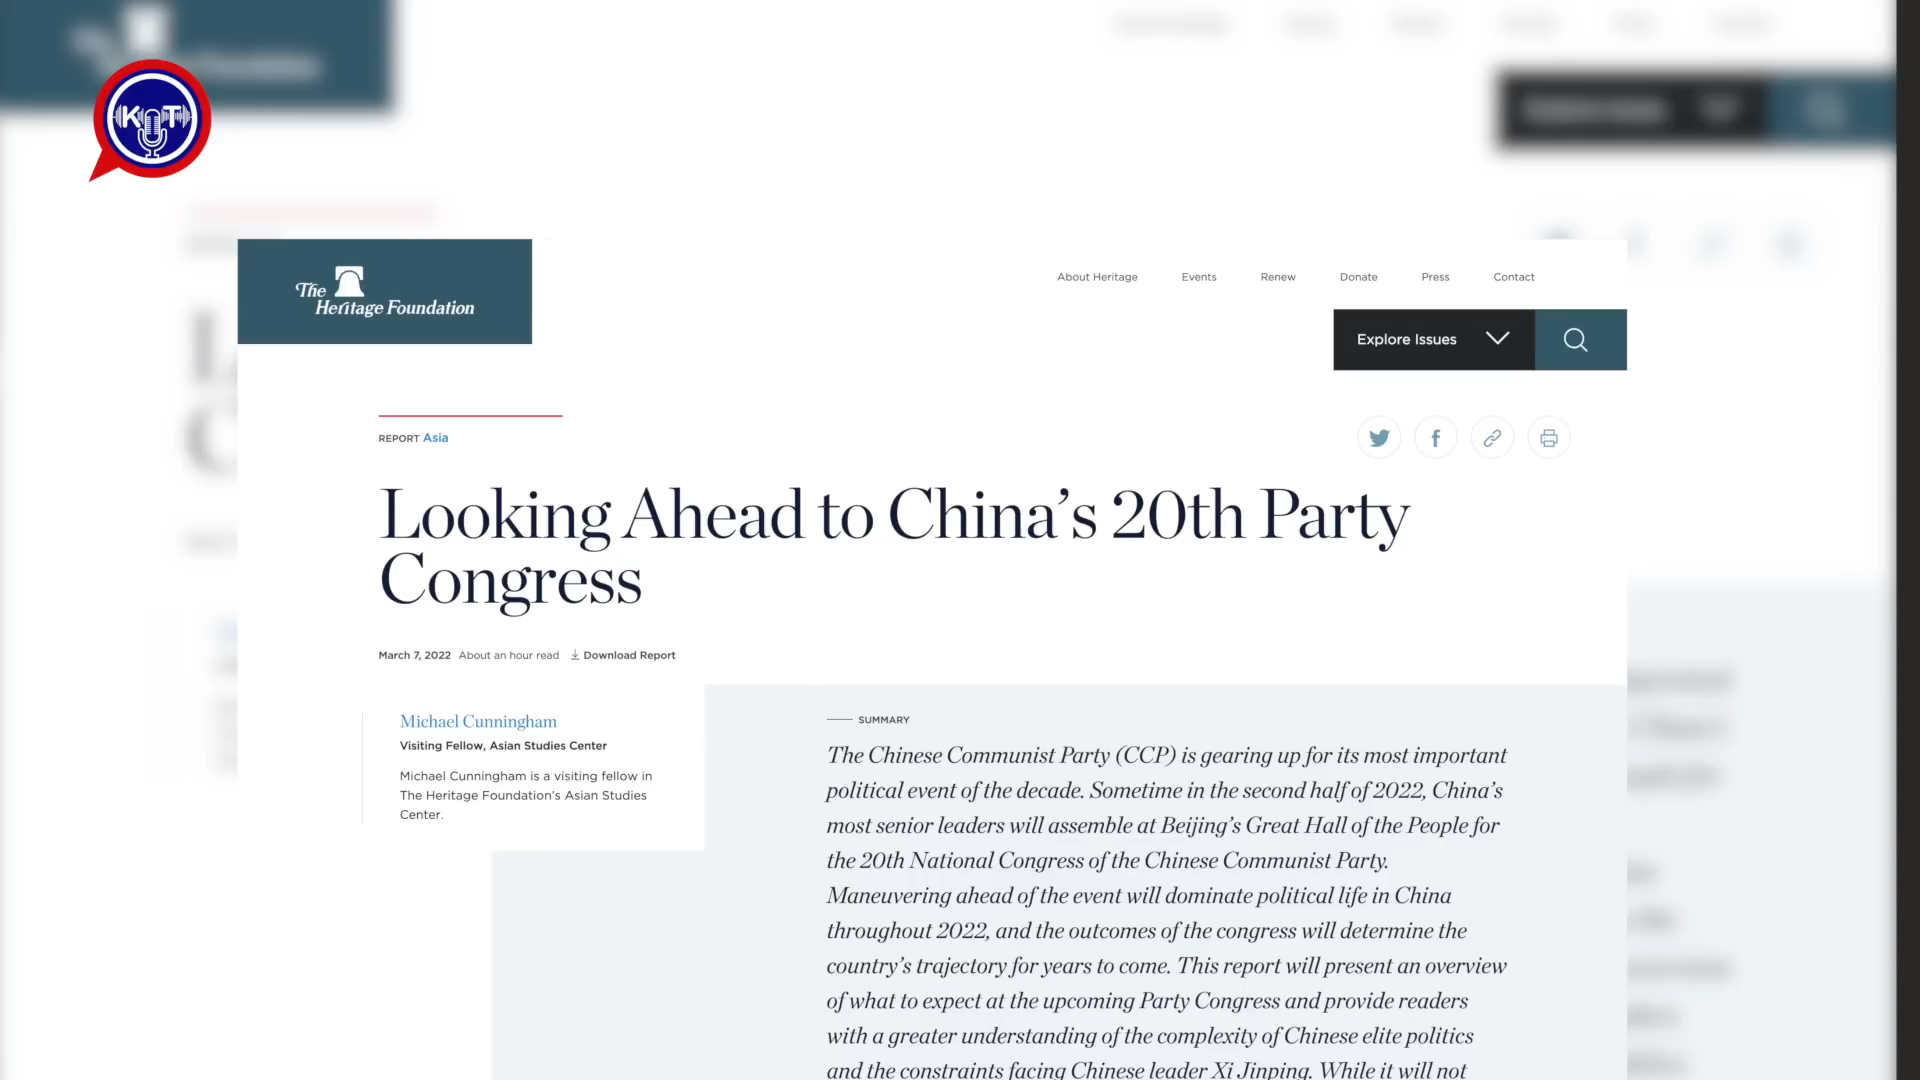 KT
The
Heritage Foundation
About Heritage Events Renew Donate Press Contact
Explore Issues
REPORT Asia
Looking Ahead to China’s 20th Party
Congress
March 7, 2022 About an hour read Download Report
Michael Cunningham
Visiting Fellow, Asian Studies Center
Michael Cunningham is a visiting fellow in
The Heritage Foundation’s Asian Studies
Center.
SUMMARY
The Chinese Communist Party (CCP) is gearing up for its most important
political event of the decade. Sometime in the second half of 2022, China’s
most senior leaders will assemble at Beijing’s Great Hall of the People for
the 20th National Congress of the Chinese Communist Party.
Maneuvering ahead of the event will dominate political life in China
throughout 2022, and the outcomes of the congress will determine the
country’s trajectory for years to come. This report will present an overview
of what to expect at the upcoming Party Congress and provide readers
with a greater understanding of the complexity of Chinese elite politics
and the constraints facing Chinese leader Xi Jinping. While it will not